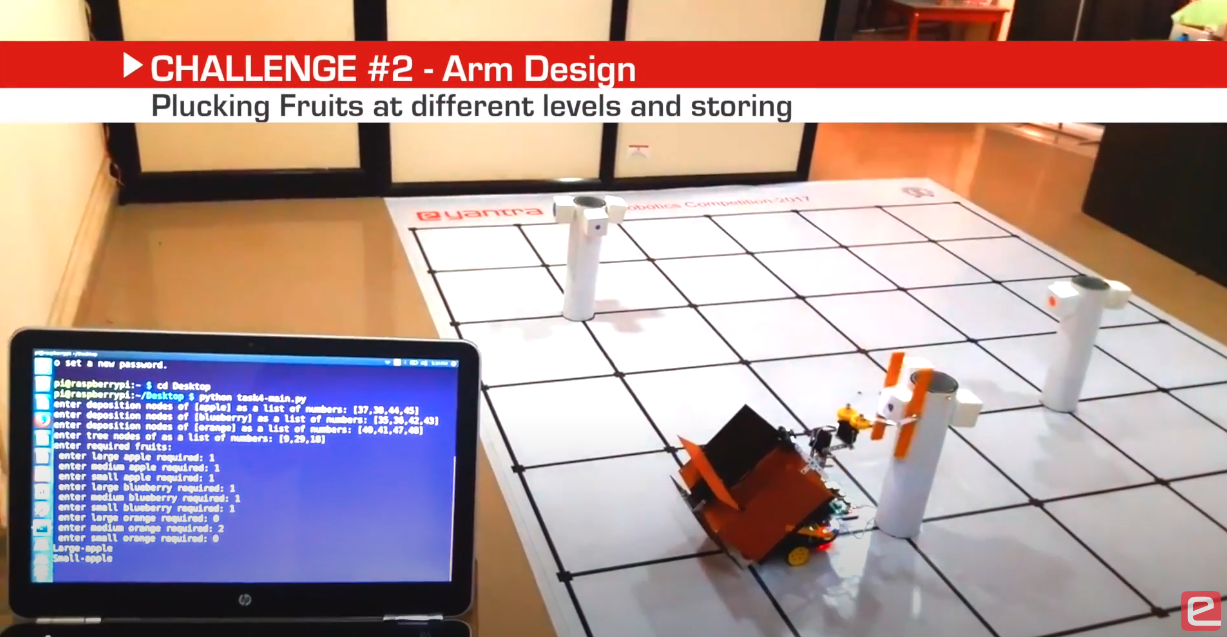 CHALLENGE #2 - Arm Design
Plucking Fruits at different levels and storing
eyantra Robotics Competition-2017
o set a new password.
pi@raspberrypi:~ $ cd Desktop
pi@raspberrypi:~/Desktop $ python task4-main.py
enter deposition nodes of [apple] as a list of numbers: [37,38,44,45]
enter deposition nodes of [blueberry] as a list of numbers: [35,36,42,43]
enter deposition nodes of [orange] as a list of numbers: [40,41,47,48]
enter tree nodes of as a list of numbers: [9,29,18]
enter required fruits:
enter large apple required: 1
enter medium apple required: 1
enter small apple required: 1
enter large blueberry required: 1
enter medium blueberry required: 1
enter small blueberry required: 1
enter large orange required: 0
enter medium orange required: 2
enter small orange required: 0
Large-apple
Small-apple
hp
e